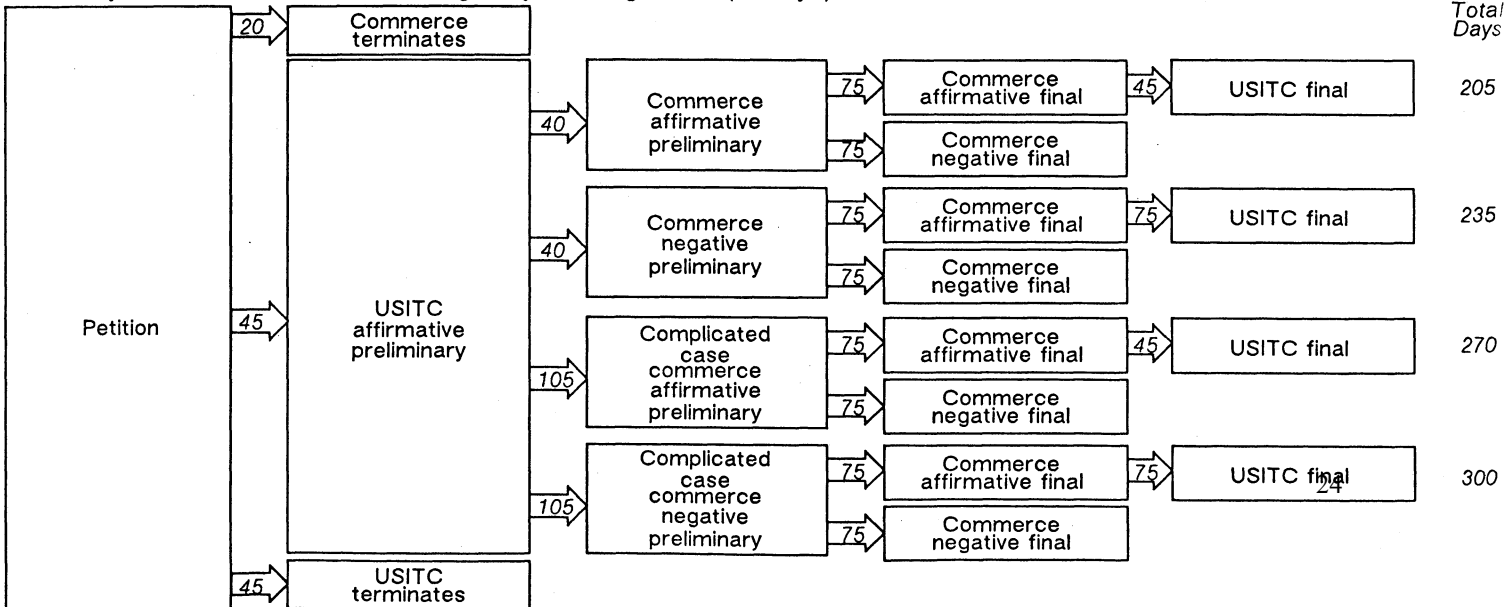 Total
Days
20
Commerce
terminates
Petition
45
USITC
affirmative
preliminary
40
Commerce
affirmative
preliminary
75
Commerce
affirmative final
45
USITC final
205
75
Commerce
negative final
40
Commerce
negative
preliminary
75
Commerce
affirmative final
75
USITC final
235
75
Commerce
negative final
105
Complicated
case
commerce
affirmative
preliminary
75
Commerce
affirmative final
45
USITC final
270
75
Commerce
negative final
105
Complicated
case
commerce
negative
preliminary
75
Commerce
affirmative final
75
USITC final
24
300
75
Commerce
negative final
45
USITC
terminates